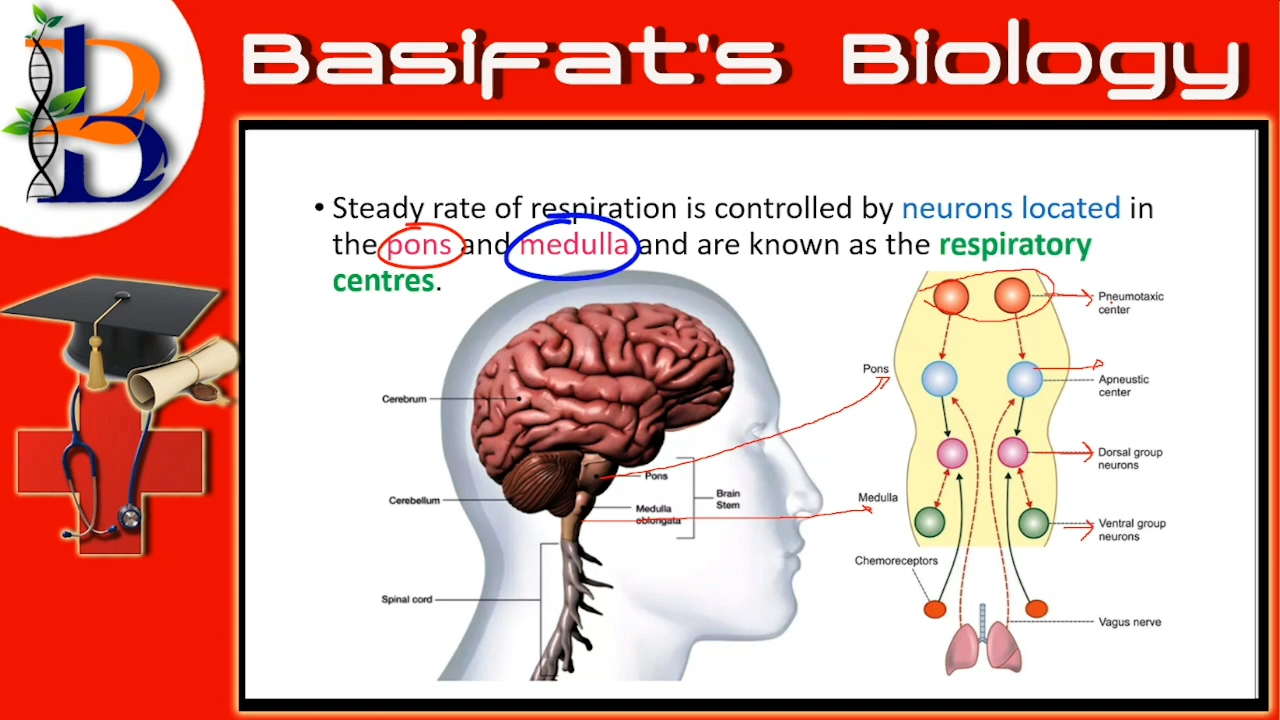 Basifat's Biology
B
• Steady rate of respiration is controlled by neurons located in
the pons and medulla and are known as the respiratory
centres.
Cerebrum
Cerebellum
Spinal cord
Pons
Medulla
oblongata
Brain
Stem
Pons
Medulla
Chemoreceptors
Pneumotaxic
center
Apneustic
center
Dorsal group
neurons
Ventral group
neurons
Vagus nerve